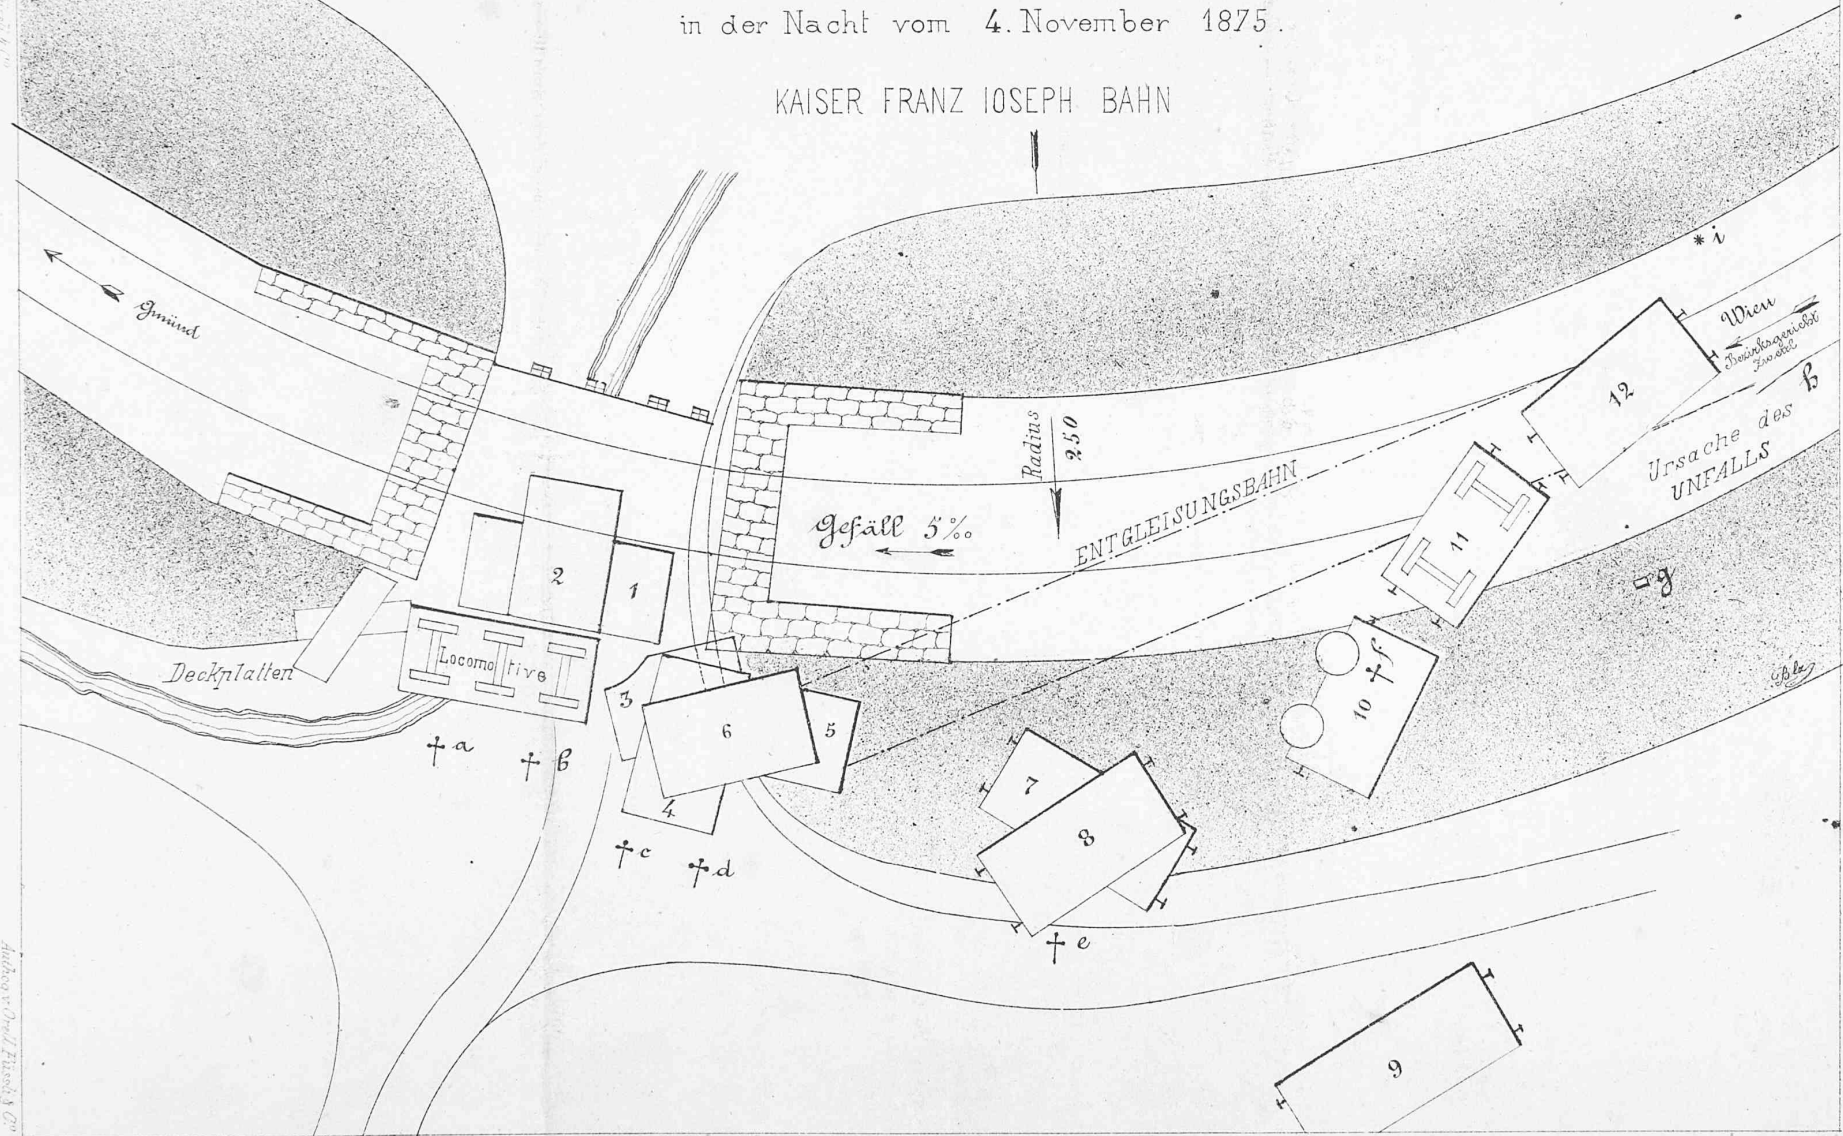 in der Nacht vom 4. November 1875.
KAISER FRANZ IOSEPH BAHN
* i
Gmünd
Wien
Bezirksgericht
Zwettl
h
12
Radius
250
Ursache des
UNFALLS
ENTGLEISUNGSBAHN
Gefäll 5‰
11
g
2
1
Deckplatten
Locomotive
f
10
3
6
5
a
b
7
4
8
c
d
e
9